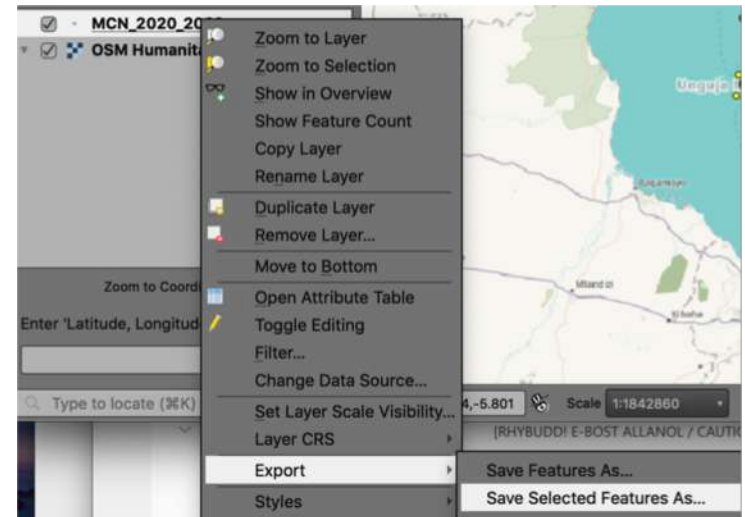 MCN_2020_20
OSM Humanita
Zoom to Layer
Zoom to Selection
Show in Overview
Show Feature Count
Copy Layer
Rename Layer
Duplicate Layer
Remove Layer...
Move to Bottom
Open Attribute Table
Toggle Editing
Filter...
Change Data Source...
Set Layer Scale Visibility...
Layer CRS
Export
Styles
Save Features As...
Save Selected Features As...
Zoom to Coordi
Enter 'Latitude, Longitud
Type to locate (⌘K)
4,-5.801
Scale 1:1842860
[RHYBUDD! E-BOST ALLANOL / CAUTIO
Unguja
Bagamoyo
Mlandizi
Kibaha